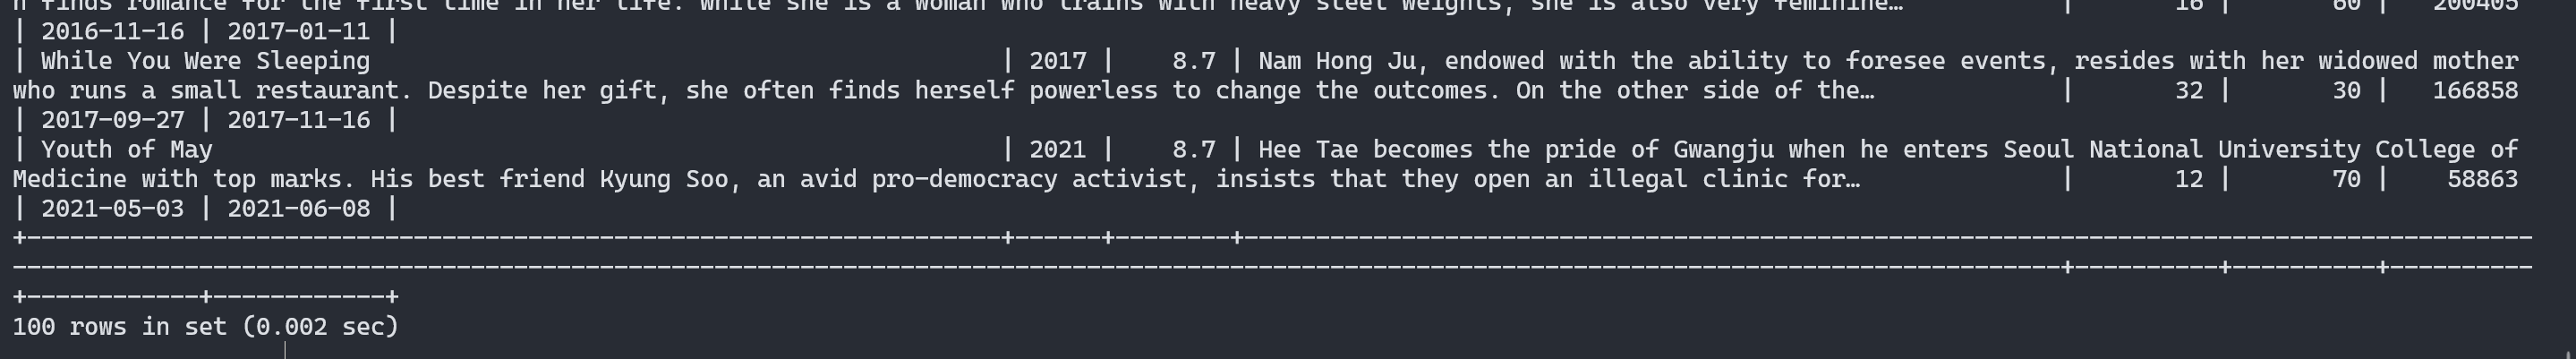 n finds romance for the first time in her life. While she is a woman who trains with heavy steel weights, she is also very feminine… | 16 | 60 | 200405
| 2016-11-16 | 2017-01-11 |
| While You Were Sleeping | 2017 | 8.7 | Nam Hong Ju, endowed with the ability to foresee events, resides with her widowed mother
who runs a small restaurant. Despite her gift, she often finds herself powerless to change the outcomes. On the other side of the… | 32 | 30 | 166858
| 2017-09-27 | 2017-11-16 |
| Youth of May | 2021 | 8.7 | Hee Tae becomes the pride of Gwangju when he enters Seoul National University College of
Medicine with top marks. His best friend Kyung Soo, an avid pro-democracy activist, insists that they open an illegal clinic for… | 12 | 70 | 58863
| 2021-05-03 | 2021-06-08 |
100 rows in set (0.002 sec)